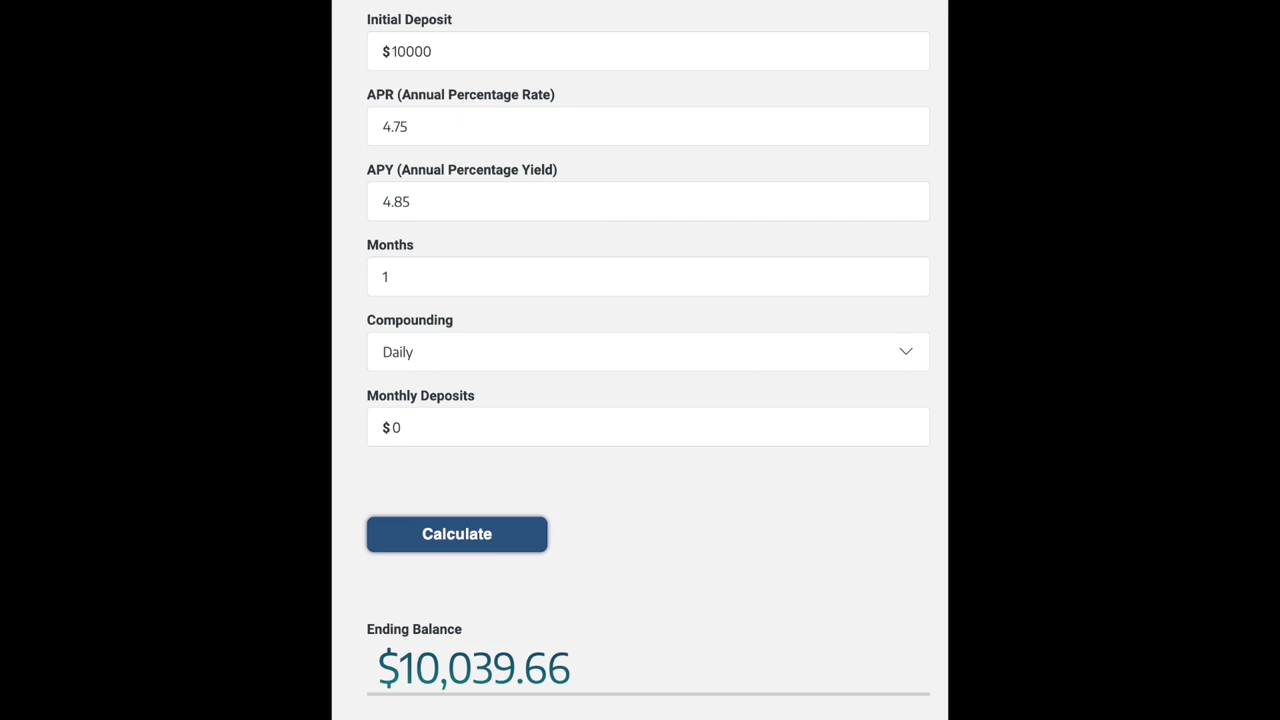 Initial Deposit
$10000
APR (Annual Percentage Rate)
4.75
APY (Annual Percentage Yield)
4.85
Months
1
Compounding
Daily
Monthly Deposits
$0
Calculate
Ending Balance
$10,039.66